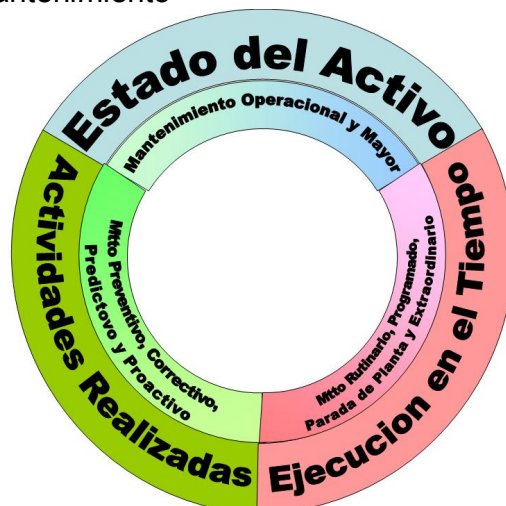 antenimiento
Estado del Activo
Mantenimiento Operacional y Mayor
Ejecucion en el Tiempo
Mtto Rutinario, Programado,
Parada de Planta y Extraordinario
Actividades Realizadas
Mtto Preventivo, Correctivo,
Predictovo y Proactivo